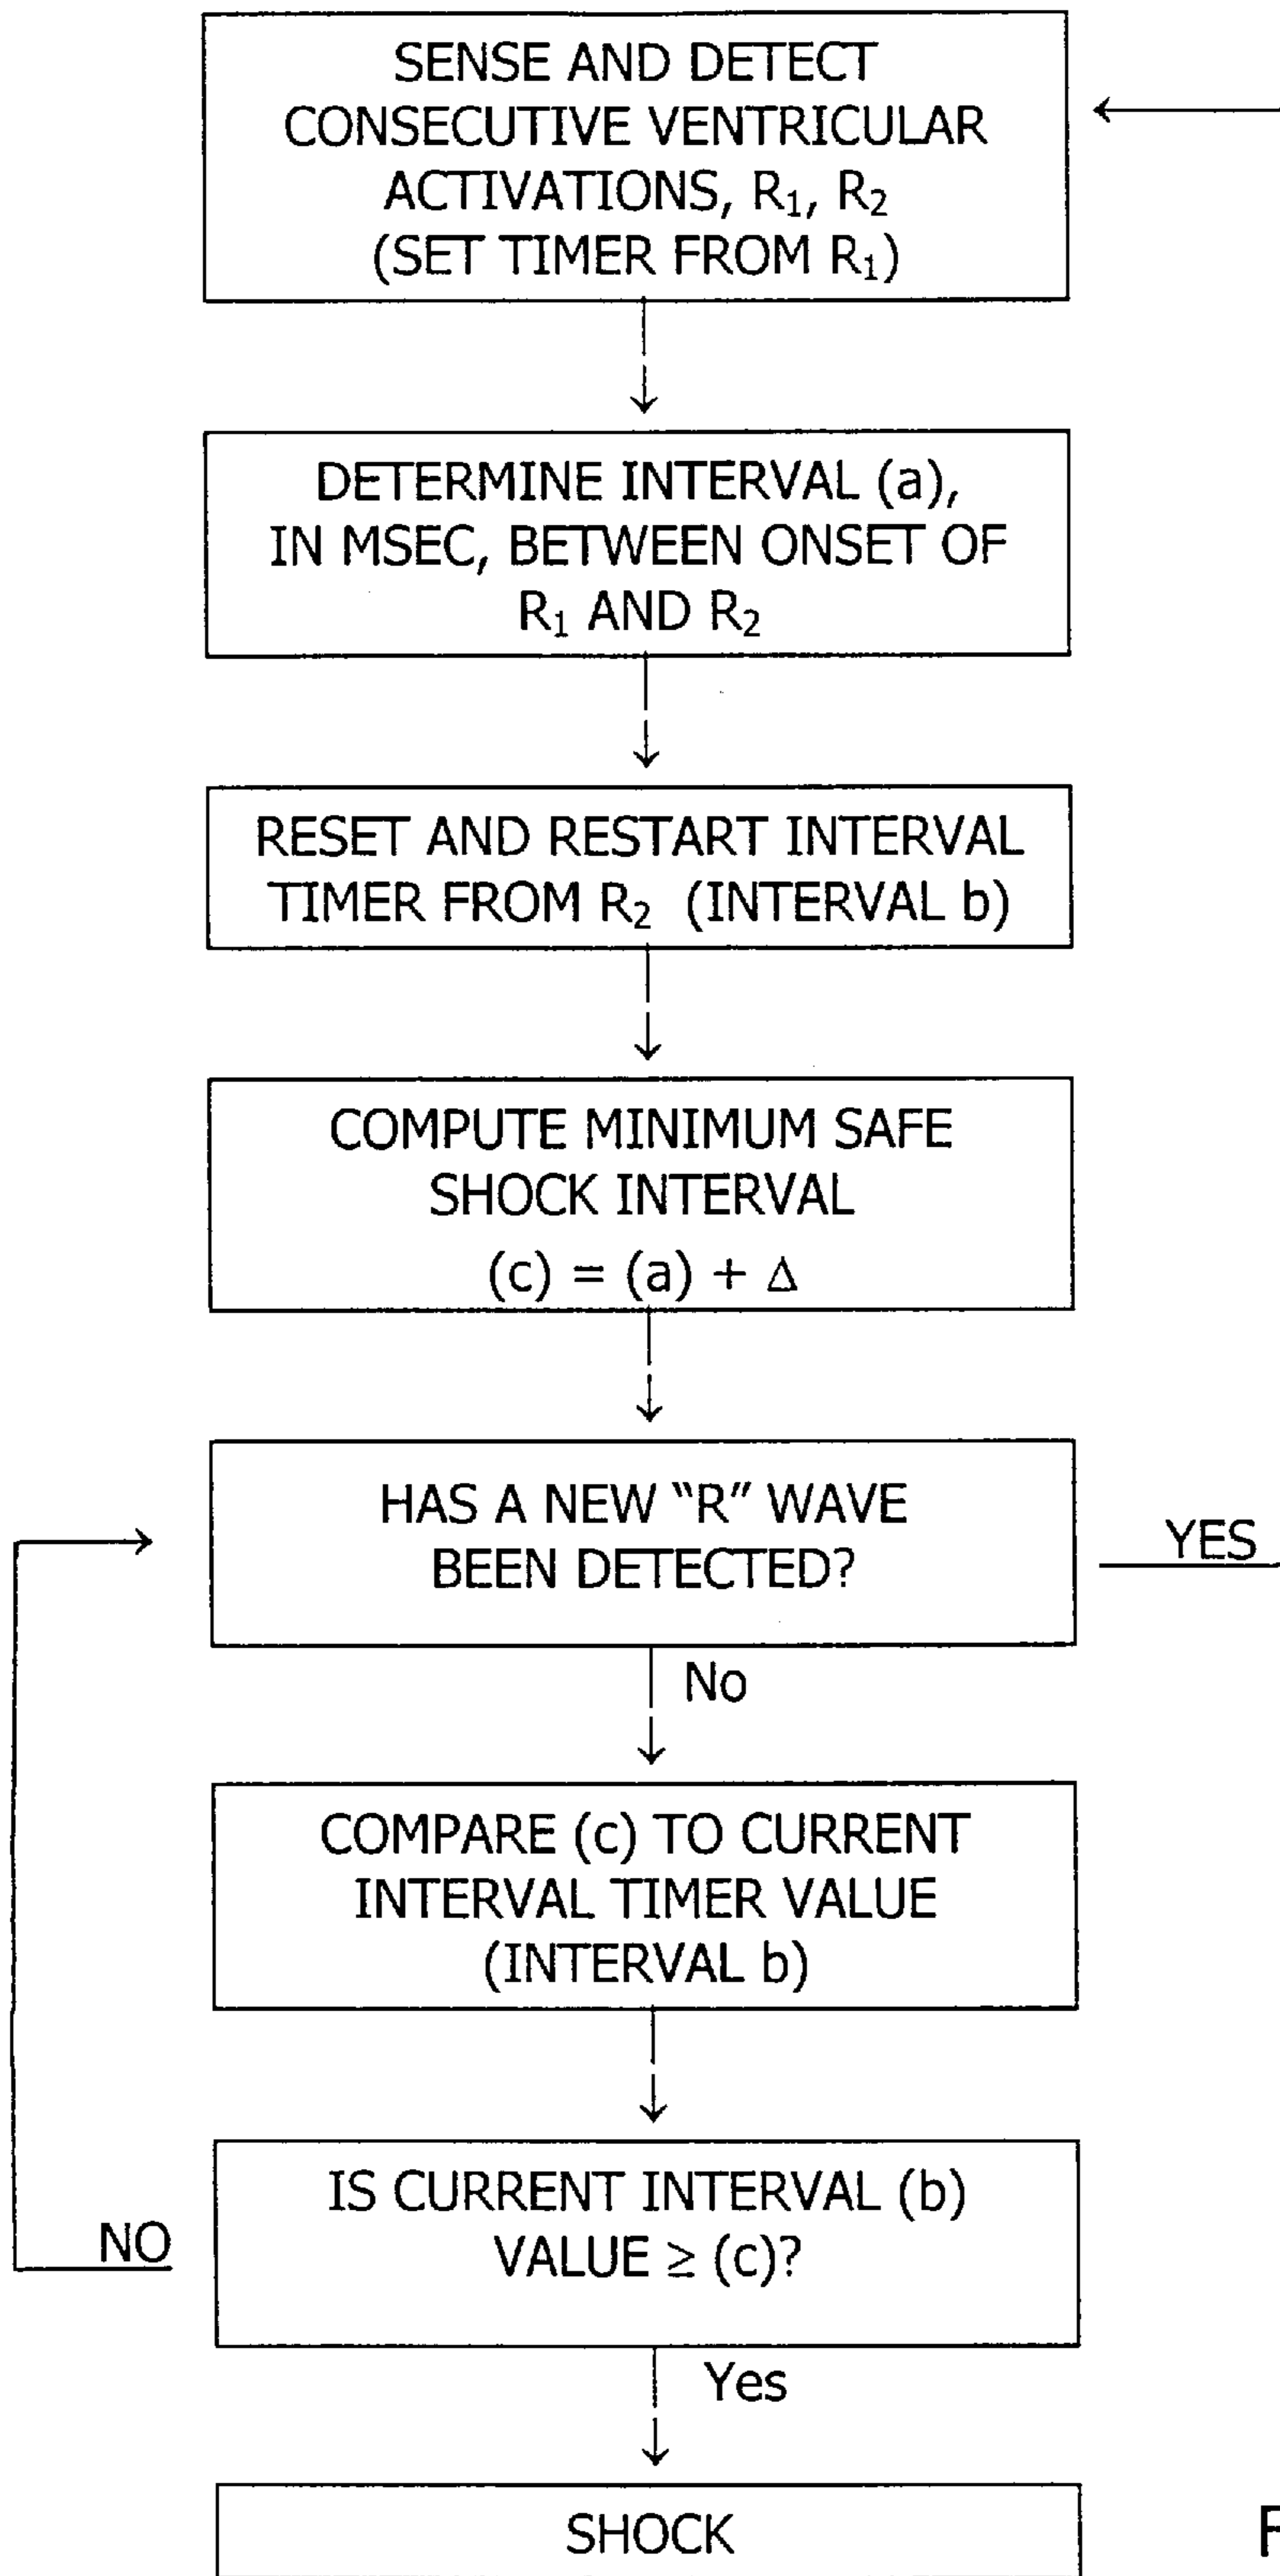 SENSE AND DETECT
CONSECUTIVE VENTRICULAR
ACTIVATIONS, R₁, R₂
(SET TIMER FROM R₁)
DETERMINE INTERVAL (a),
IN MSEC, BETWEEN ONSET OF
R₁ AND R₂
RESET AND RESTART INTERVAL
TIMER FROM R₂ (INTERVAL b)
COMPUTE MINIMUM SAFE
SHOCK INTERVAL
(c) = (a) + Δ
HAS A NEW “R” WAVE
BEEN DETECTED?
YES
No
COMPARE (c) TO CURRENT
INTERVAL TIMER VALUE
(INTERVAL b)
IS CURRENT INTERVAL (b)
VALUE ≥ (c)?
NO
Yes
SHOCK